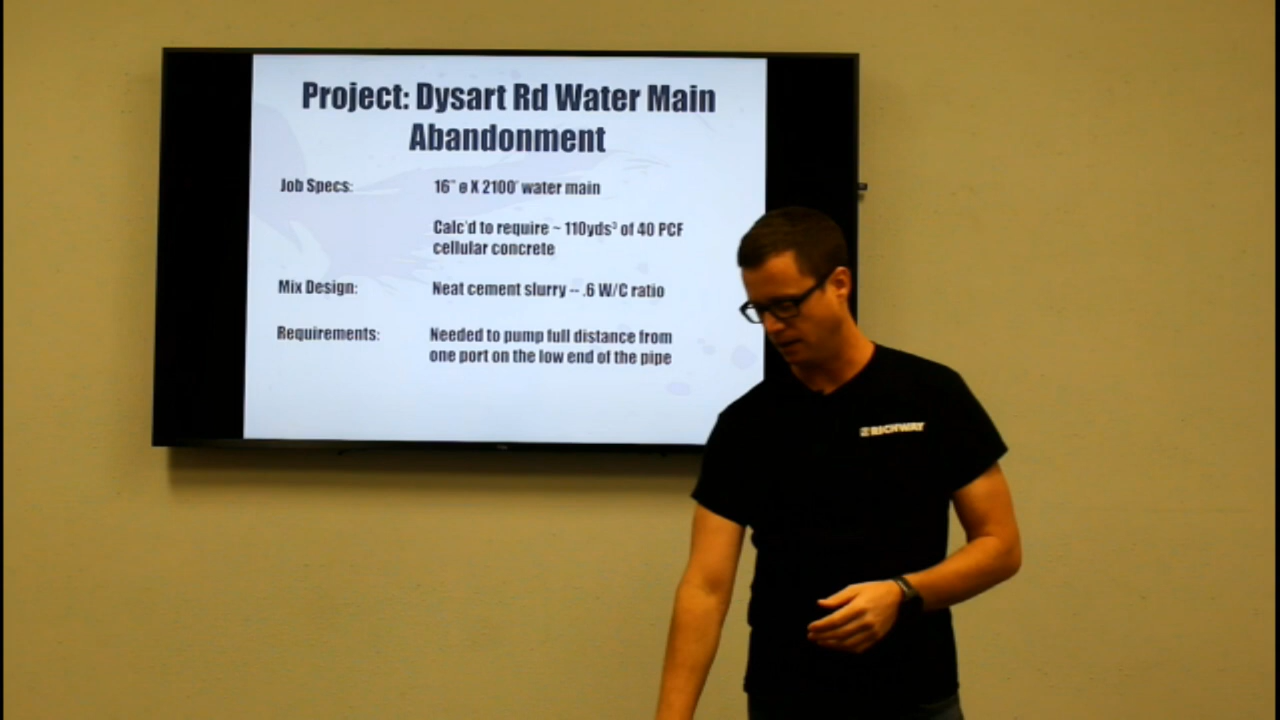 Project: Dysart Rd Water Main
Abandonment
Job Specs: 16" ø X 2100' water main
Calc'd to require ~ 110yds³ of 40 PCF
cellular concrete
Mix Design: Neat cement slurry -- .6 W/C ratio
Requirements: Needed to pump full distance from
one port on the low end of the pipe
RICHWAY